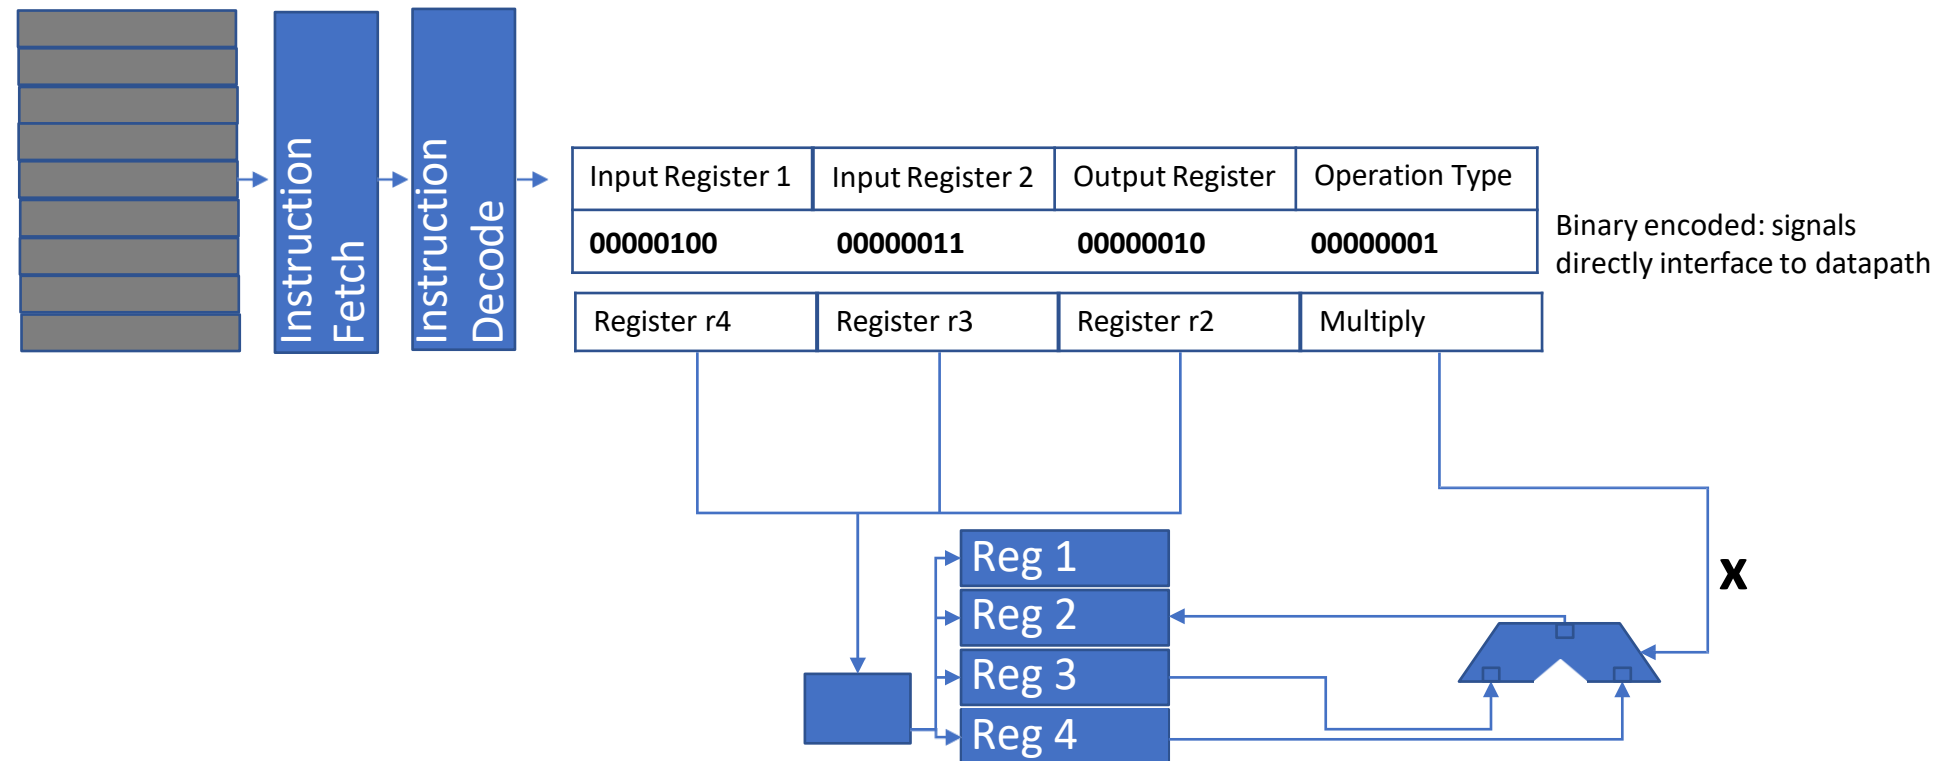 Instruction
Fetch
Instruction
Decode
Input Register 1 Input Register 2 Output Register Operation Type
00000100 00000011 00000010 00000001
Binary encoded: signals
directly interface to datapath
Register r4 Register r3 Register r2 Multiply
Reg 1
Reg 2
Reg 3
Reg 4
X